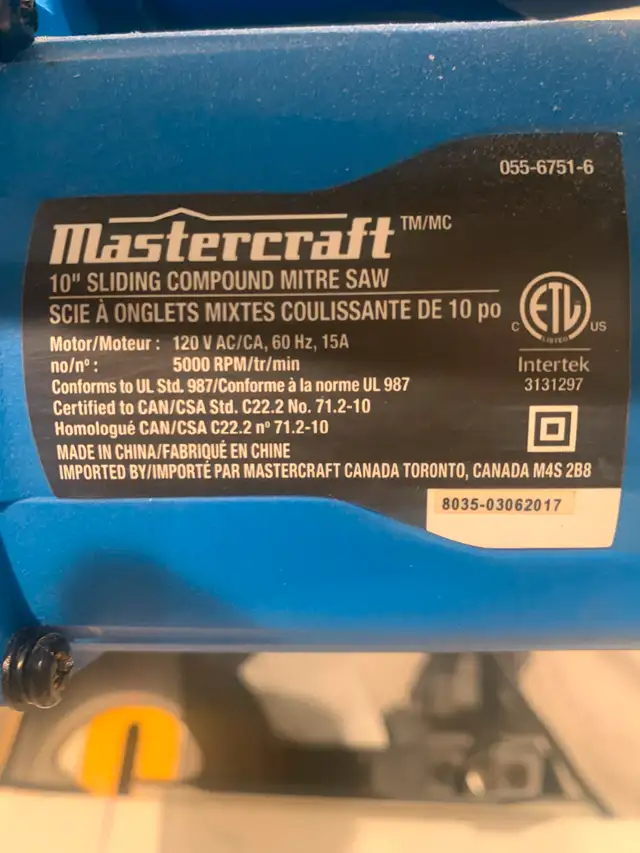 055-6751-6
Mastercraft TM/MC
10" SLIDING COMPOUND MITRE SAW
SCIE À ONGLETS MIXTES COULISSANTE DE 10 po
Motor/Moteur : 120 V AC/CA, 60 Hz, 15A
no/nº : 5000 RPM/tr/min
Conforms to UL Std. 987/Conforme à la norme UL 987
Certified to CAN/CSA Std. C22.2 No. 71.2-10
Homologué CAN/CSA C22.2 nº 71.2-10
MADE IN CHINA/FABRIQUÉ EN CHINE
IMPORTED BY/IMPORTÉ PAR MASTERCRAFT CANADA TORONTO, CANADA M4S 2B8
C ETL US
LISTED
Intertek
3131297
8035-03062017